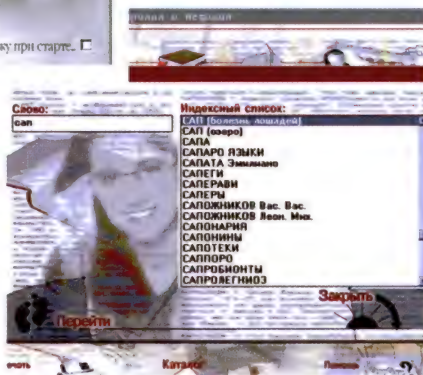 ку при старте.
Слово:
сап
Индексный список:
САП (болезнь лошадей)
САП (озеро)
САПА
САПАРО ЯЗЫКИ
САПАТА Эмилиано
САПЕГИ
САПЕРАВИ
САПЕРЫ
САПОЖНИКОВ Вас. Вас.
САПОЖНИКОВ Леон. Мих.
САПОНАРИЯ
САПОНИНЫ
САПОТЕКИ
САППОРО
САПРОБИОНТЫ
САПРОЛЕГНИОЗ
Закрыть
Перейти
Каталог
Помощь